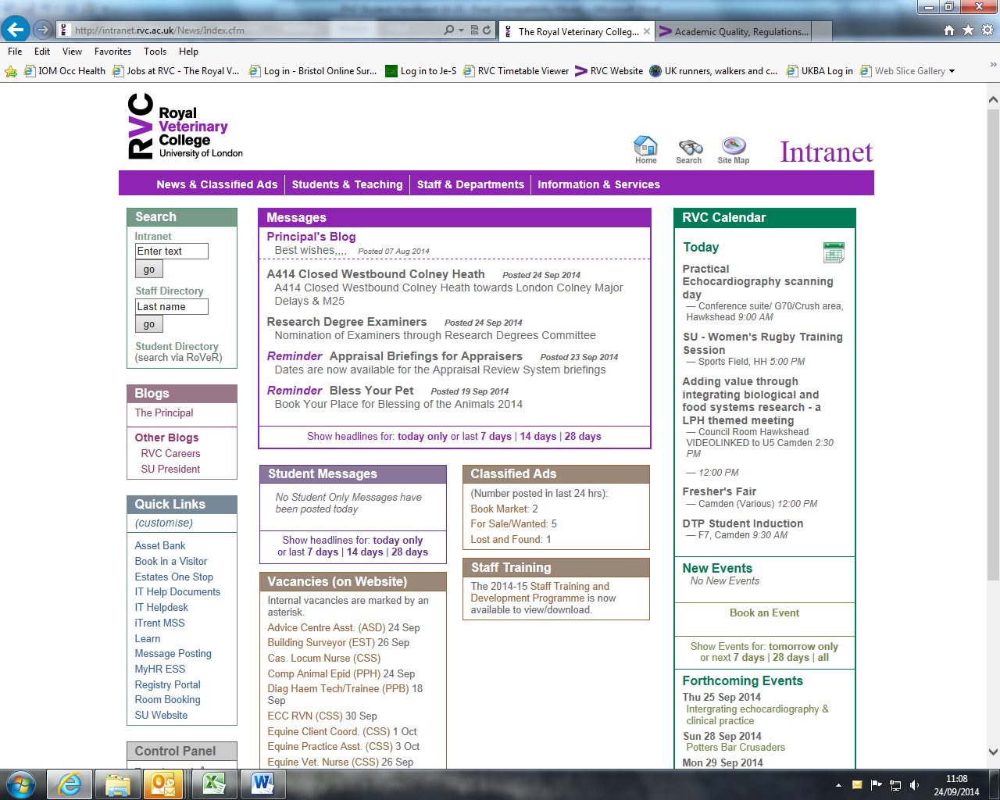 http://intranet.rvc.ac.uk/News/Index.cfm
The Royal Veterinary Colleg...
Academic Quality, Regulations...
File Edit View Favorites Tools Help
IOM Occ Health
Jobs at RVC - The Royal V...
Log in - Bristol Online Sur...
Log in to Je-S
RVC Timetable Viewer
RVC Website
UK runners, walkers and c...
UKBA Log in
Web Slice Gallery
RVC
Royal
Veterinary
College
University of London
Home
Search
Site Map
Intranet
News & Classified Ads
Students & Teaching
Staff & Departments
Information & Services
Search
Intranet
Enter text
go
Staff Directory
Last name
go
Student Directory
(search via RoVeR)
Blogs
The Principal
Other Blogs
RVC Careers
SU President
Quick Links
(customise)
Asset Bank
Book in a Visitor
Estates One Stop
IT Help Documents
IT Helpdesk
iTrent MSS
Learn
Message Posting
MyHR ESS
Registry Portal
Room Booking
SU Website
Control Panel
Messages
Principal's Blog
Best wishes,,,, Posted 07 Aug 2014
A414 Closed Westbound Colney Heath Posted 24 Sep 2014
A414 Closed Westbound Colney Heath towards London Colney Major
Delays & M25
Research Degree Examiners Posted 24 Sep 2014
Nomination of Examiners through Research Degrees Committee
Reminder Appraisal Briefings for Appraisers Posted 23 Sep 2014
Dates are now available for the Appraisal Review System briefings
Reminder Bless Your Pet Posted 19 Sep 2014
Book Your Place for Blessing of the Animals 2014
Show headlines for: today only or last 7 days | 14 days | 28 days
Student Messages
No Student Only Messages have
been posted today
Show headlines for: today only
or last 7 days | 14 days | 28 days
Vacancies (on Website)
Internal vacancies are marked by an
asterisk.
Advice Centre Asst. (ASD) 24 Sep
Building Surveyor (EST) 26 Sep
Cas. Locum Nurse (CSS)
Comp Animal Epid (PPH) 24 Sep
Diag Haem Tech/Trainee (PPB) 18
Sep
ECC RVN (CSS) 30 Sep
Equine Client Coord. (CSS) 1 Oct
Equine Practice Asst. (CSS) 3 Oct
Equine Vet. Nurse (CSS) 26 Sep
Classified Ads
(Number posted in last 24 hrs):
Book Market: 2
For Sale/Wanted: 5
Lost and Found: 1
Staff Training
The 2014-15 Staff Training and
Development Programme is now
available to view/download.
RVC Calendar
Today
Practical
Echocardiography scanning
day
— Conference suite/ G70/Crush area,
Hawkshead 9:00 AM
SU - Women's Rugby Training
Session
— Sports Field, HH 5:00 PM
Adding value through
integrating biological and
food systems research - a
LPH themed meeting
— Council Room Hawkshead
VIDEOLINKED to U5 Camden 2:30
PM
— 12:00 PM
Fresher's Fair
— Camden (Various) 12:00 PM
DTP Student Induction
— F7, Camden 9:30 AM
New Events
No New Events
Book an Event
Show Events for: tomorrow only
or next 7 days | 28 days | all
Forthcoming Events
Thu 25 Sep 2014
Intergrating echocardiography &
clinical practice
Sun 28 Sep 2014
Potters Bar Crusaders
Mon 29 Sep 2014
11:08
24/09/2014